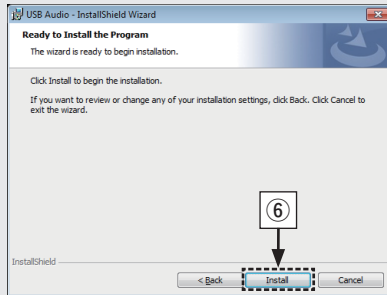 USB Audio - InstallShield Wizard
Ready to Install the Program
The wizard is ready to begin installation.
Click Install to begin the installation.
If you want to review or change any of your installation settings, click Back. Click Cancel to
exit the wizard.
⑥
InstallShield
< Back Install Cancel